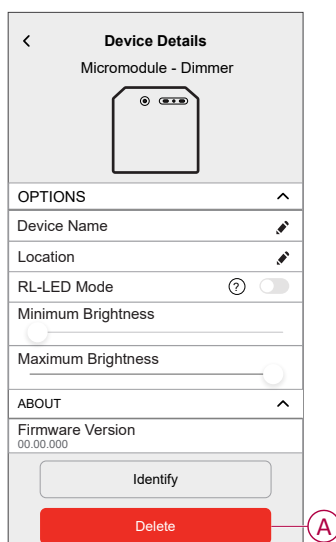 Device Details
Micromodule - Dimmer
OPTIONS
Device Name
Location
RL-LED Mode ?
Minimum Brightness
Maximum Brightness
ABOUT
Firmware Version
00.00.000
Identify
Delete A